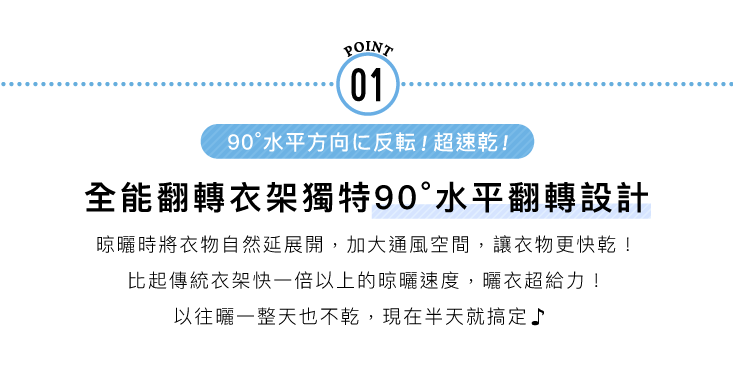 POINT
01
90°水平方向に反転！超速乾！
全能翻轉衣架獨特90°水平翻轉設計
晾曬時將衣物自然延展開，加大通風空間，讓衣物更快乾！
比起傳統衣架快一倍以上的晾曬速度，曬衣超給力！
以往曬一整天也不乾，現在半天就搞定♪